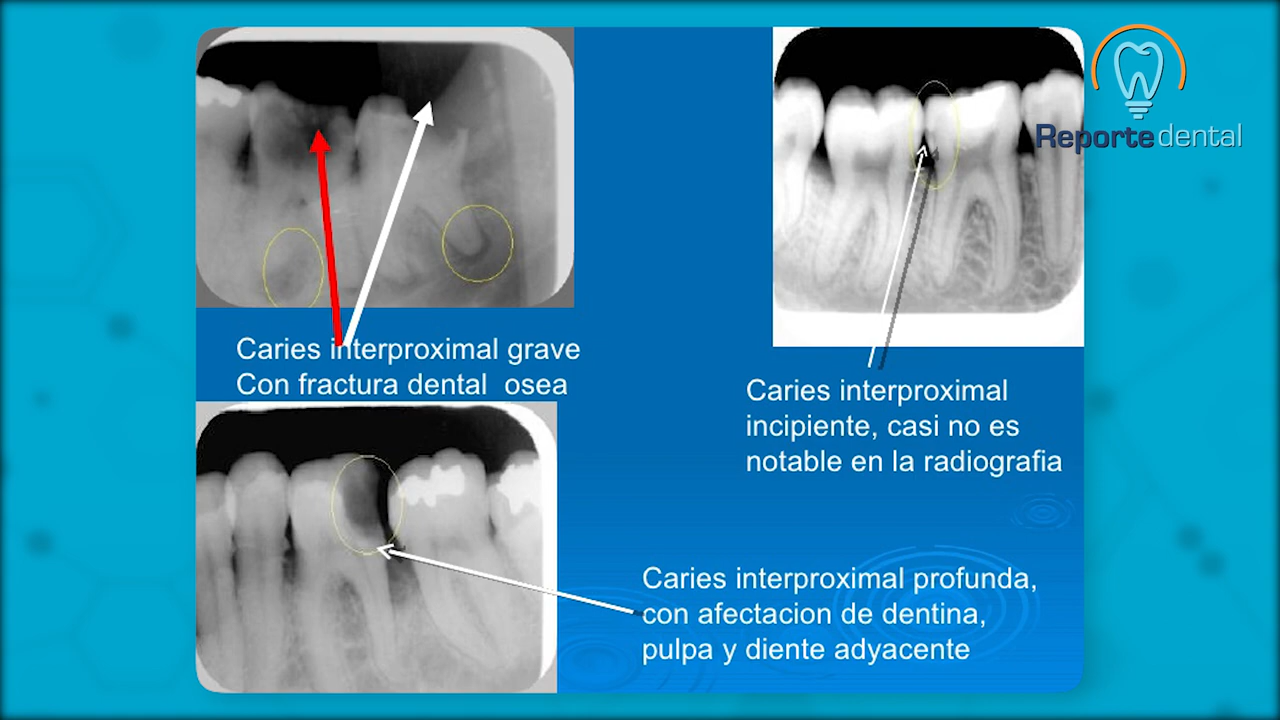 Reporte dental
Caries interproximal grave
Con fractura dental osea
Caries interproximal
incipiente, casi no es
notable en la radiografia
Caries interproximal profunda,
con afectacion de dentina,
pulpa y diente adyacente